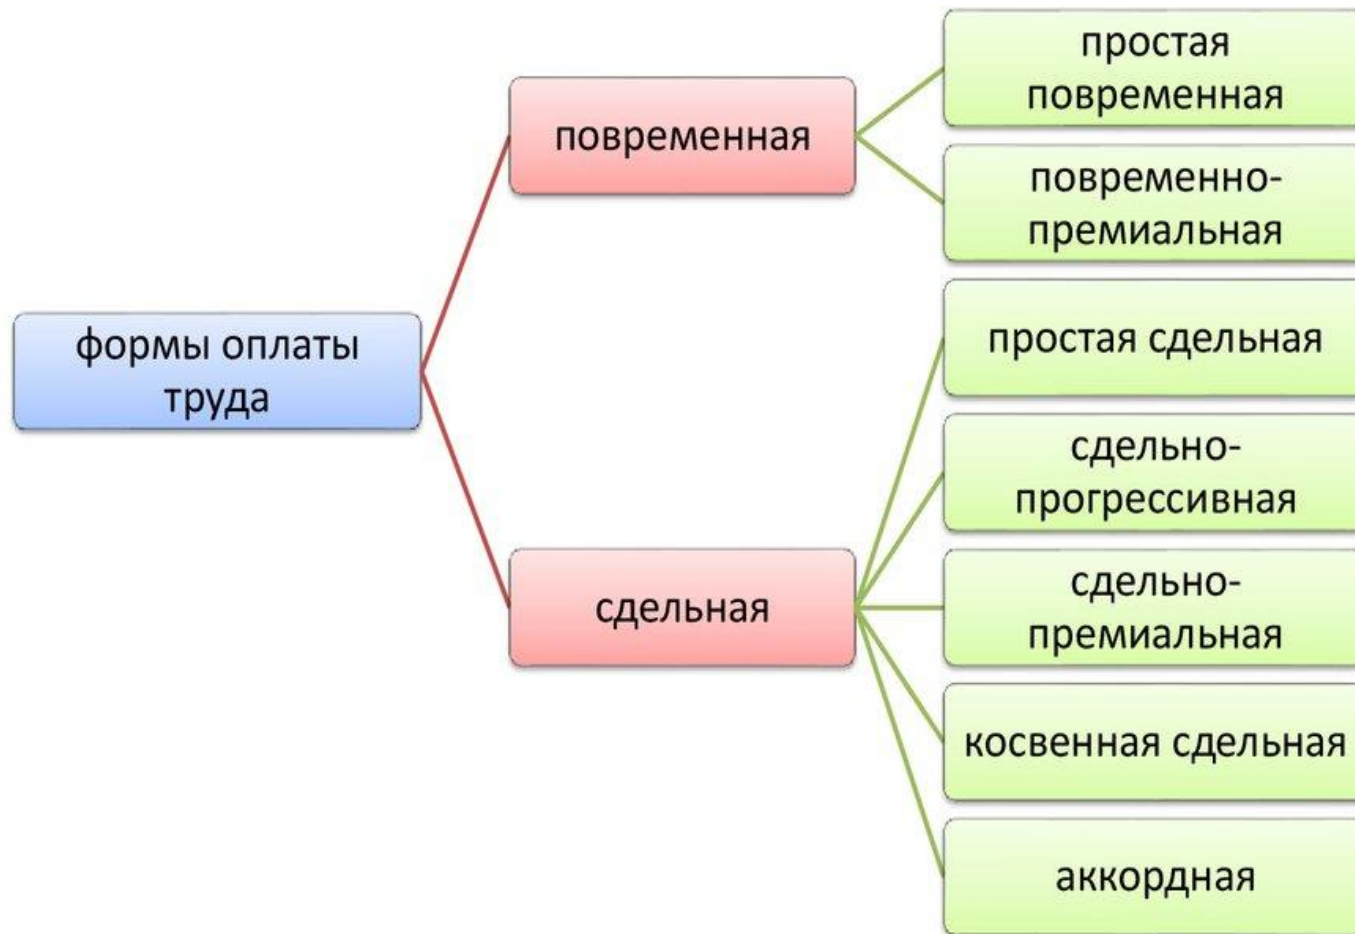 формы оплаты
труда
повременная
простая
повременная
повременно-
премиальная
сдельная
простая сдельная
сдельно-
прогрессивная
сдельно-
премиальная
косвенная сдельная
аккордная